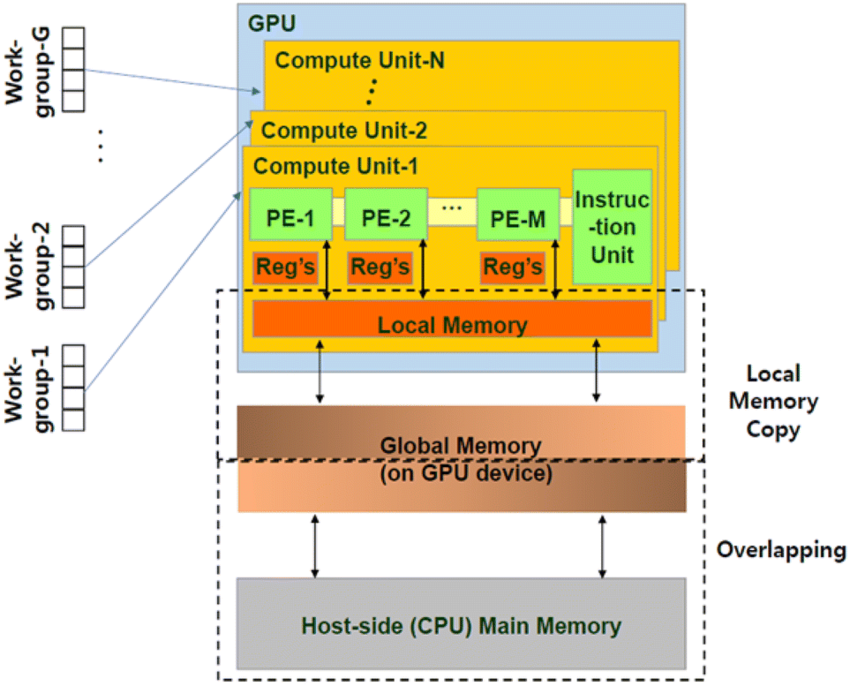 GPU
Work-
group-G
Compute Unit-N
⋮
...
Compute Unit-2
Compute Unit-1
PE-1
PE-2
...
PE-M
Instruc
-tion
Unit
Work-
group-2
Reg's
Reg's
Reg's
Local Memory
Work-
group-1
Local
Memory
Copy
Global Memory
(on GPU device)
Overlapping
Host-side (CPU) Main Memory